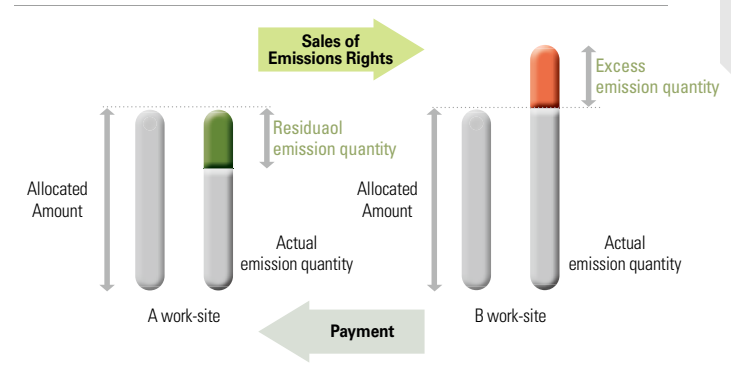 Sales of
Emissions Rights
Excess
emission quantity
Residuaol
emission quantity
Allocated
Amount
Allocated
Amount
Actual
emission quantity
Actual
emission quantity
A work-site
B work-site
Payment